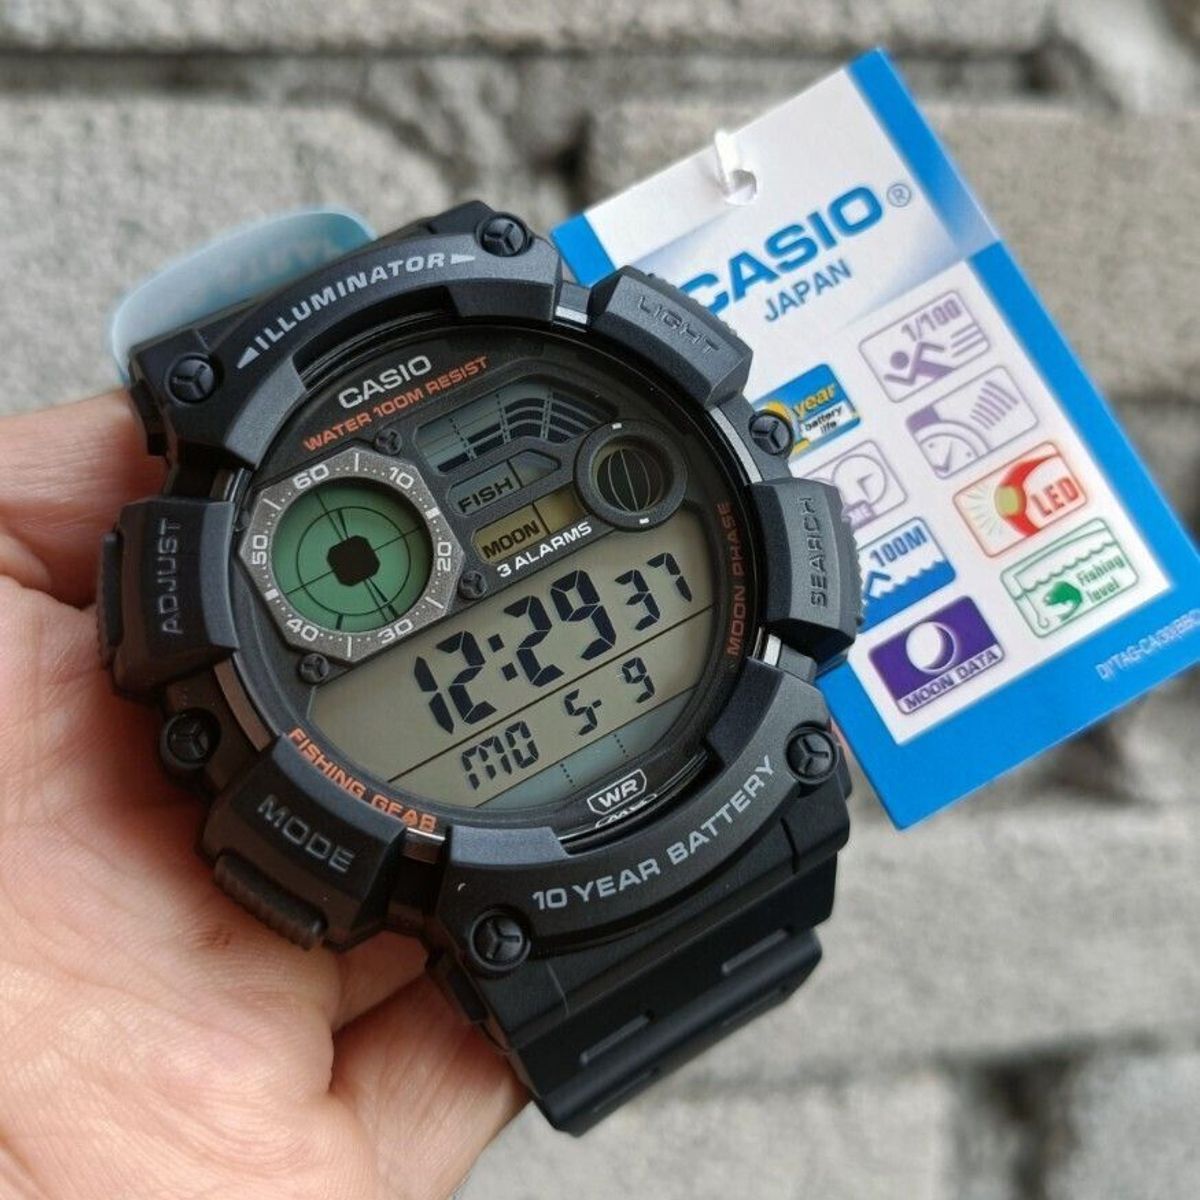 ILLUMINATOR
LIGHT
CASIO
WATER 100M RESIST
60
10
50
20
40
30
FISH
MOON
3 ALARMS
ADJUST
SEARCH
12:29 37
MO 5-9
MOON PHASE
FISHING GEAR
MODE
WR
10 YEAR BATTERY
CASIO®
JAPAN
1/100
year
battery
life
LED
100M
Fishing
level
MOON DATA